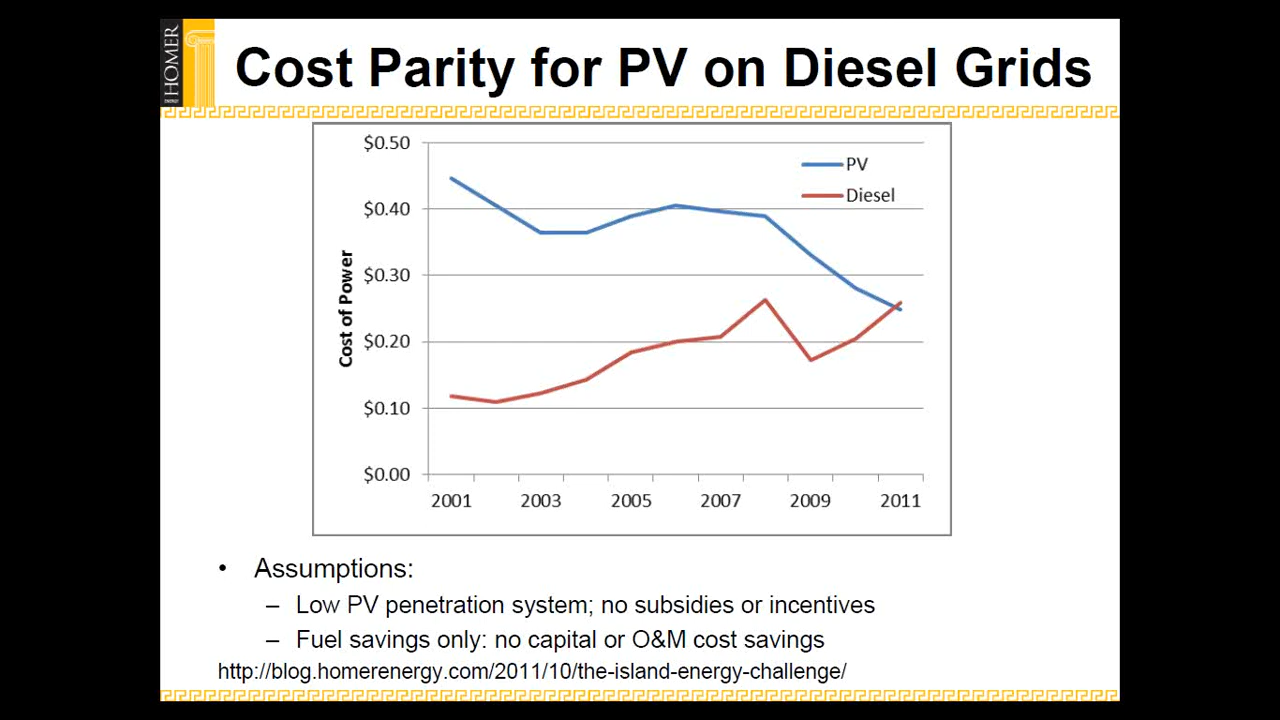 HOMER
ENERGY
Cost Parity for PV on Diesel Grids
$0.50
$0.40
$0.30
$0.20
$0.10
$0.00
Cost of Power
PV
Diesel
2001 2003 2005 2007 2009 2011
• Assumptions:
– Low PV penetration system; no subsidies or incentives
– Fuel savings only: no capital or O&M cost savings
http://blog.homerenergy.com/2011/10/the-island-energy-challenge/